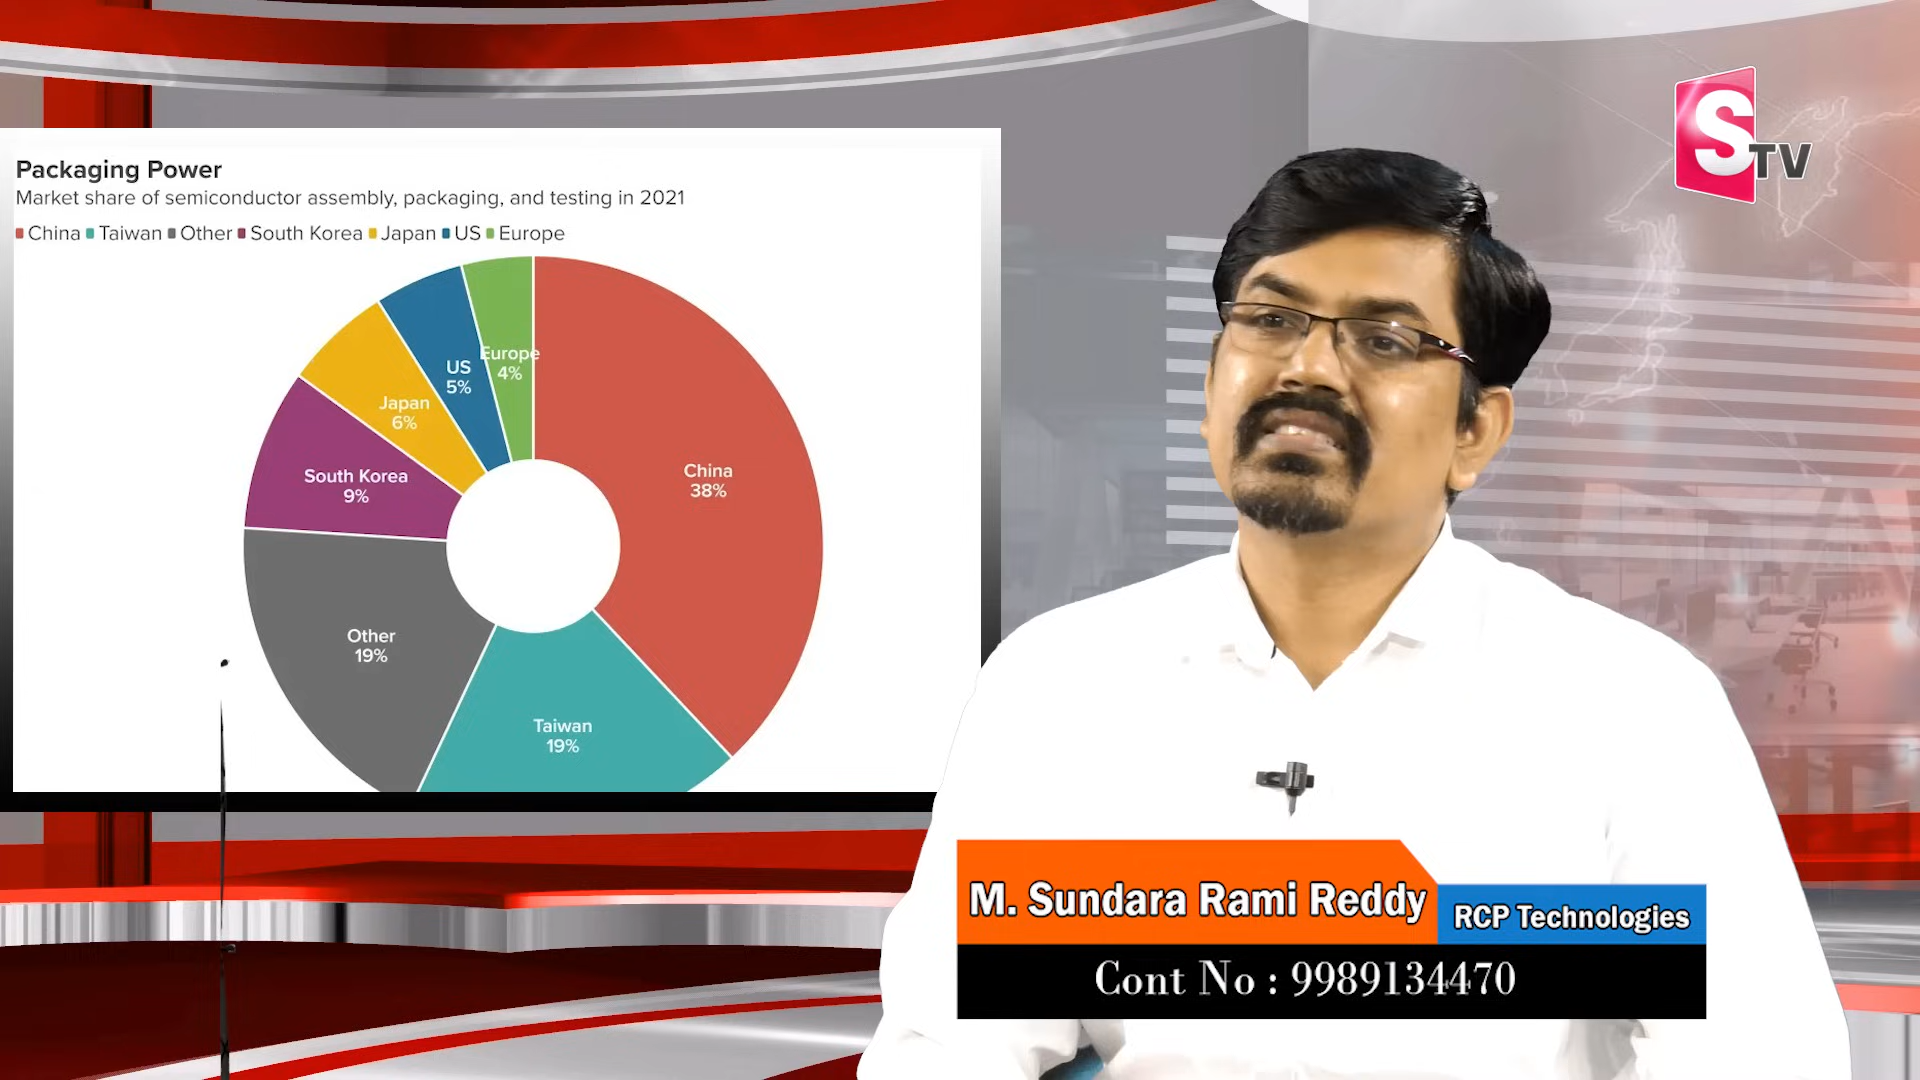 Packaging Power
Market share of semiconductor assembly, packaging, and testing in 2021
China Taiwan Other South Korea Japan US Europe
Europe
4%
US
5%
Japan
6%
China
38%
South Korea
9%
Other
19%
Taiwan
19%
STV
M. Sundara Rami Reddy
RCP Technologies
Cont No : 9989134470